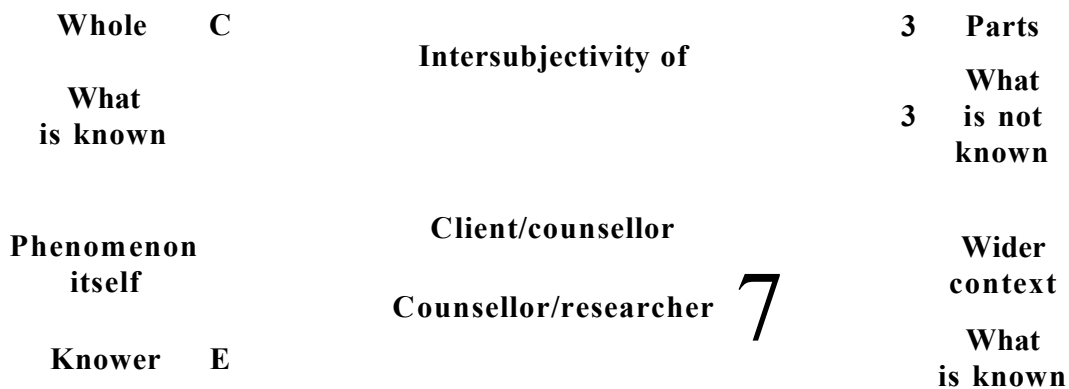 Whole C
Intersubjectivity of
3 Parts
What
is known
3
What
is not
known
Phenomenon
itself
Client/counsellor
Counsellor/researcher 7
Wider
context
Knower E
What
is known